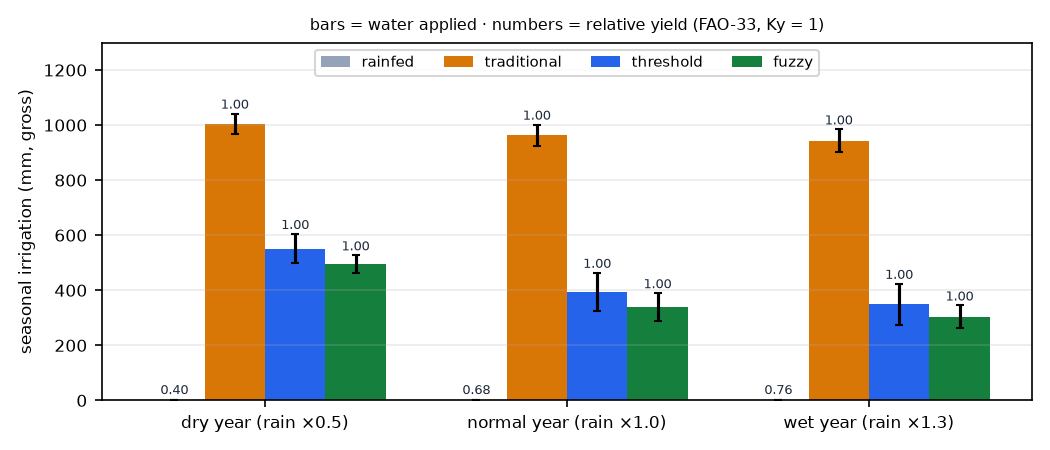 bars = water applied · numbers = relative yield (FAO-33, Ky = 1)
rainfed traditional threshold fuzzy
seasonal irrigation (mm, gross)
1200
1000
800
600
400
200
0
0.40 1.00 1.00 1.00
0.68 1.00 1.00 1.00
0.76 1.00 1.00 1.00
dry year (rain ×0.5) normal year (rain ×1.0) wet year (rain ×1.3)